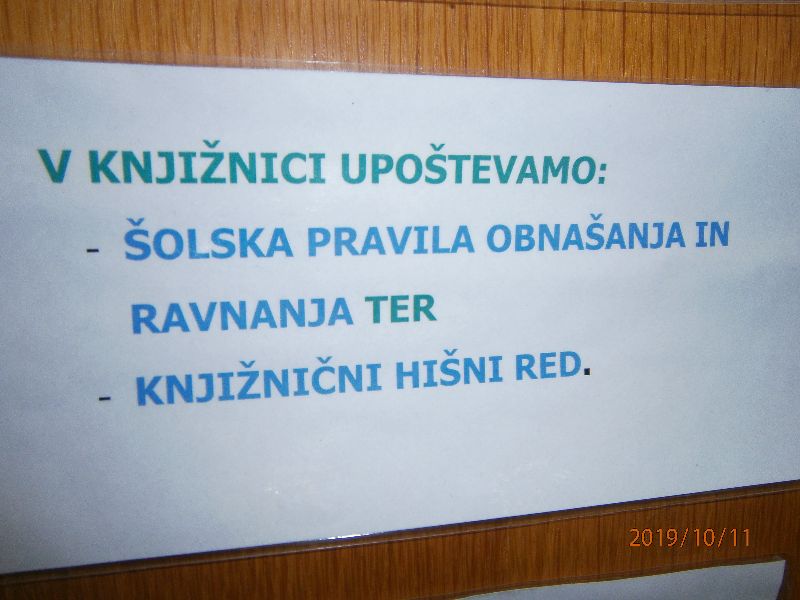 V KNJIŽNICI UPOŠTEVAMO:
- ŠOLSKA PRAVILA OBNAŠANJA IN
RAVNANJA TER
- KNJIŽNIČNI HIŠNI RED.
2019/10/11